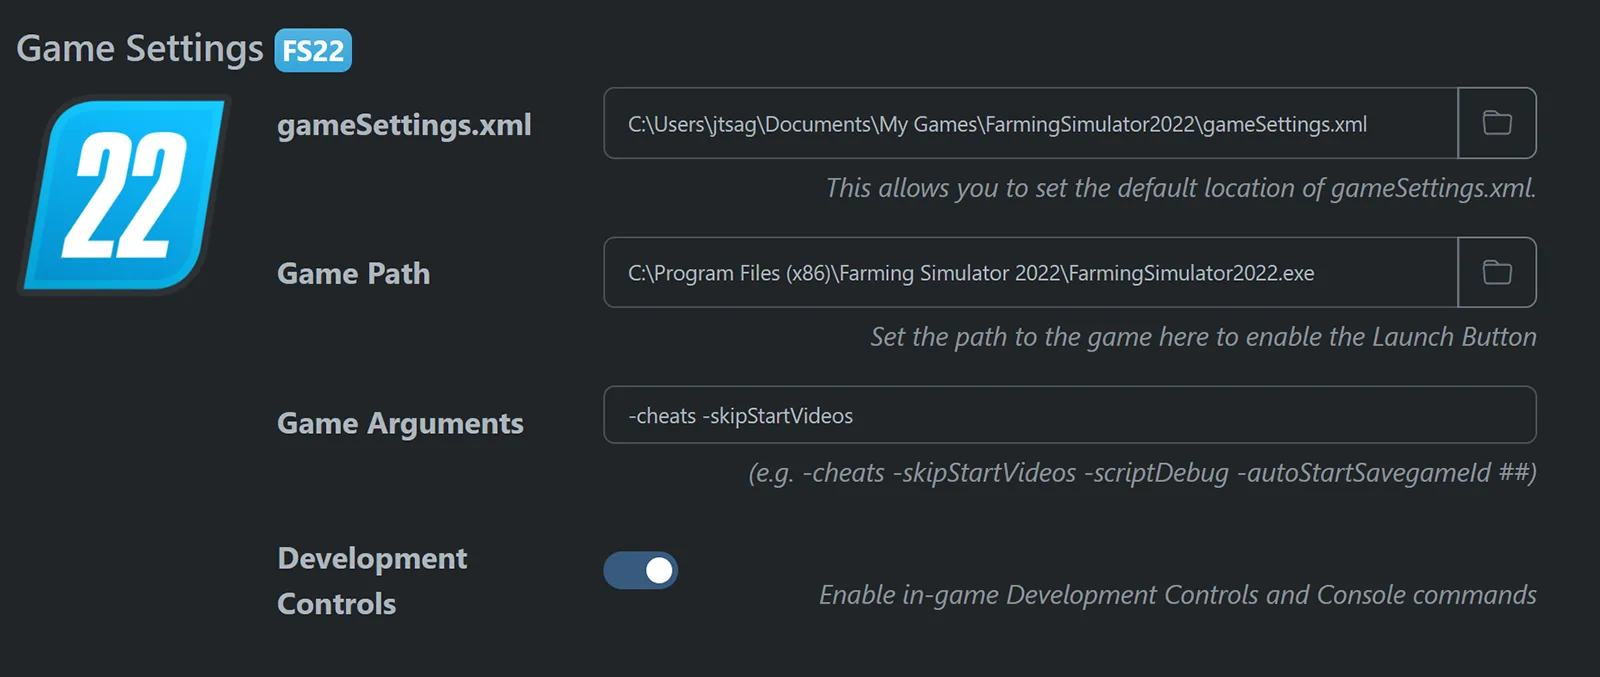 Game Settings FS22
22
gameSettings.xml
C:\Users\jtsag\Documents\My Games\FarmingSimulator2022\gameSettings.xml
This allows you to set the default location of gameSettings.xml.
Game Path
C:\Program Files (x86)\Farming Simulator 2022\FarmingSimulator2022.exe
Set the path to the game here to enable the Launch Button
Game Arguments
-cheats -skipStartVideos
(e.g. -cheats -skipStartVideos -scriptDebug -autoStartSavegameId ##)
Development
Controls
Enable in-game Development Controls and Console commands